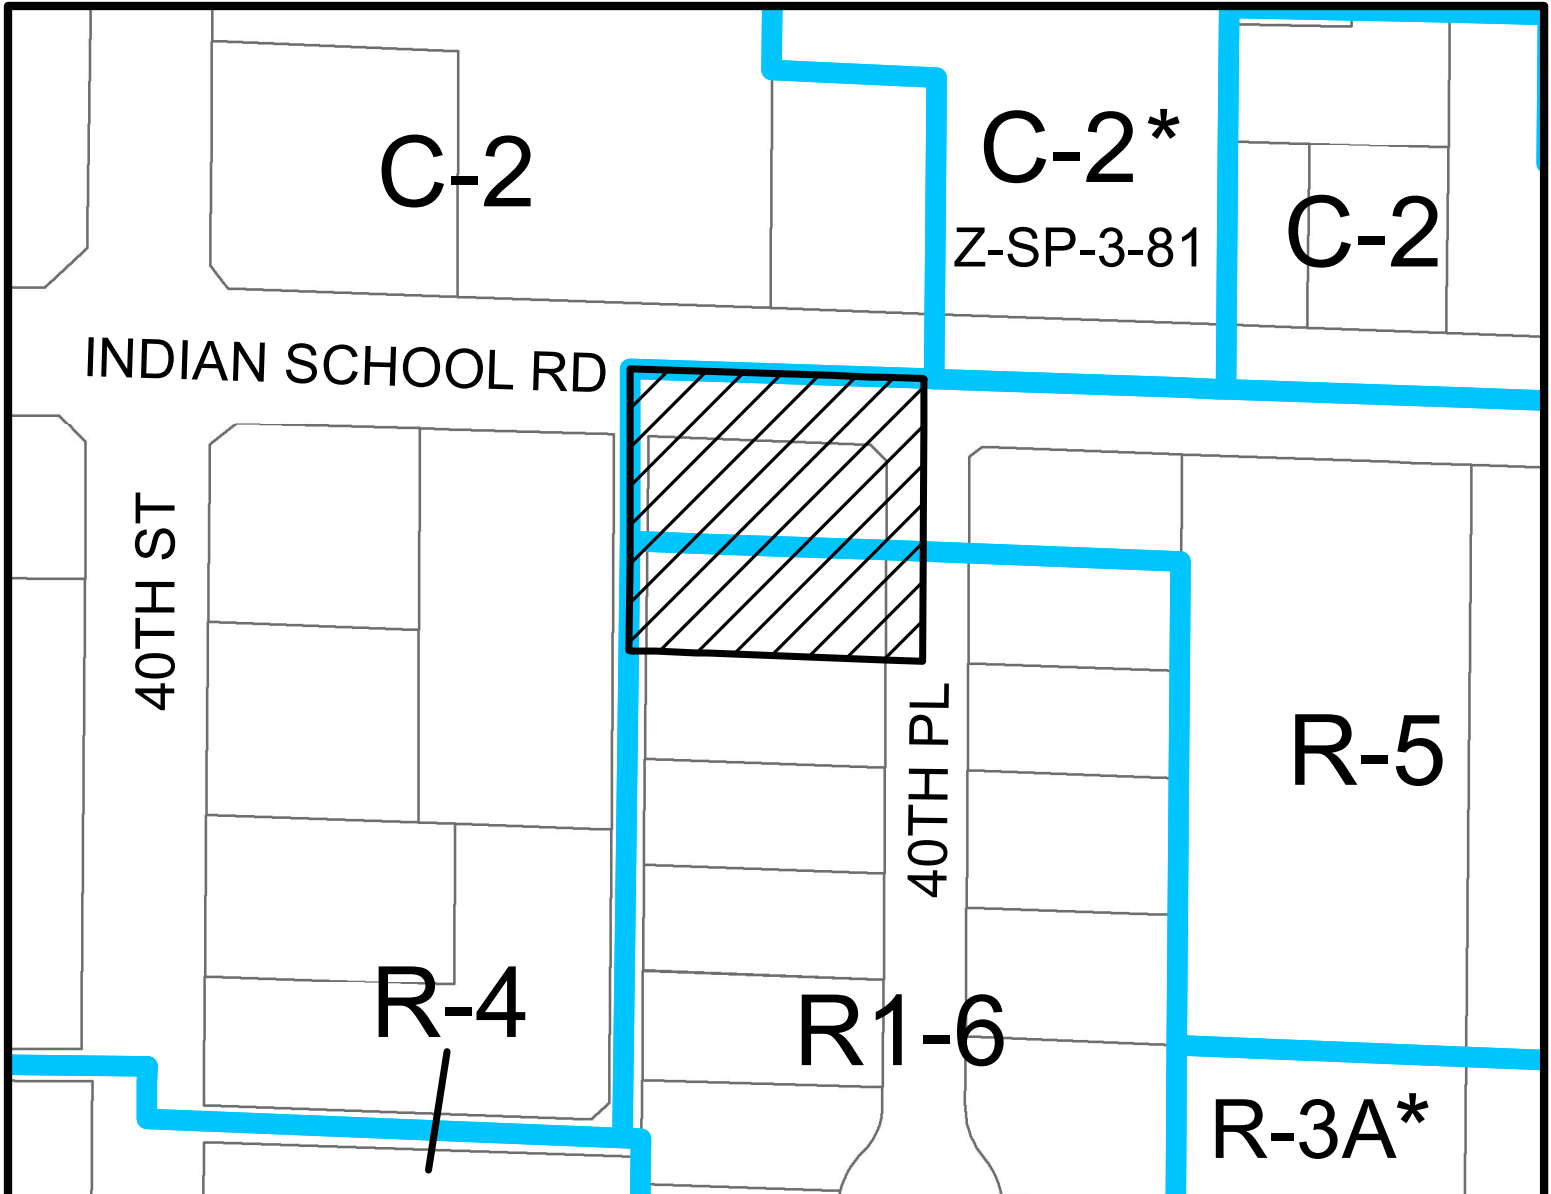 C-2
C-2*
Z-SP-3-81
C-2
INDIAN SCHOOL RD
40TH ST
40TH PL
R-5
R-4
R1-6
R-3A*